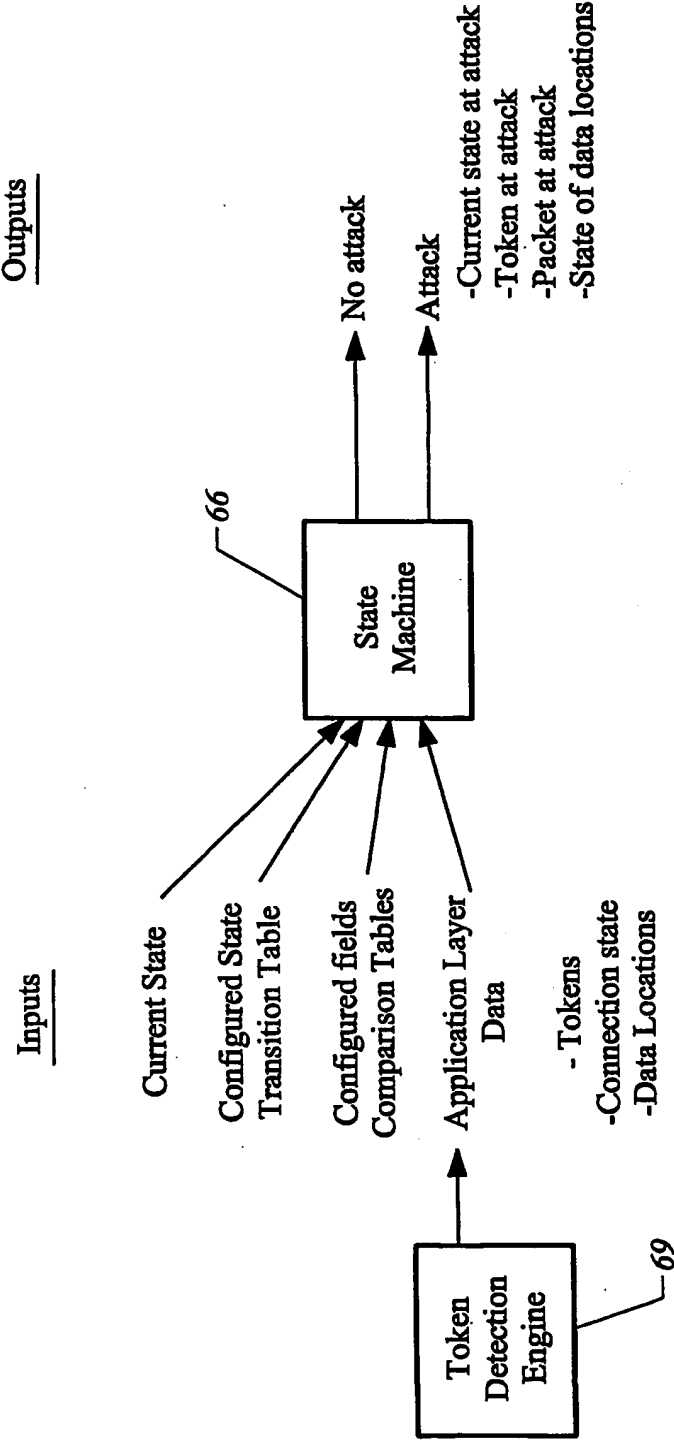 Inputs
Outputs
Current State
Configured State
Transition Table
Configured fields
Comparison Tables
Application Layer
Data
- Tokens
-Connection state
-Data Locations
Token
Detection
Engine
69
State
Machine
66
No attack
Attack
-Current state at attack
-Token at attack
-Packet at attack
-State of data locations